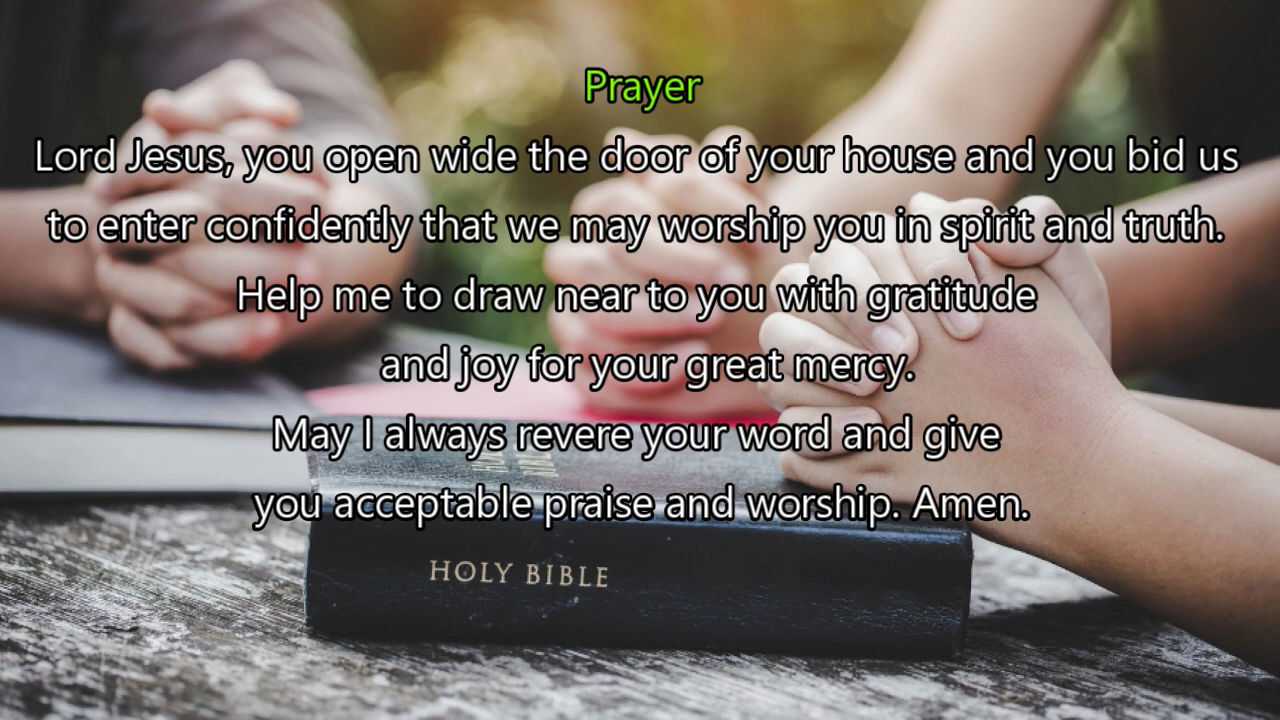 Prayer
Lord Jesus, you open wide the door of your house and you bid us
to enter confidently that we may worship you in spirit and truth.
Help me to draw near to you with gratitude
and joy for your great mercy.
May I always revere your word and give
you acceptable praise and worship. Amen.
HOLY BIBLE